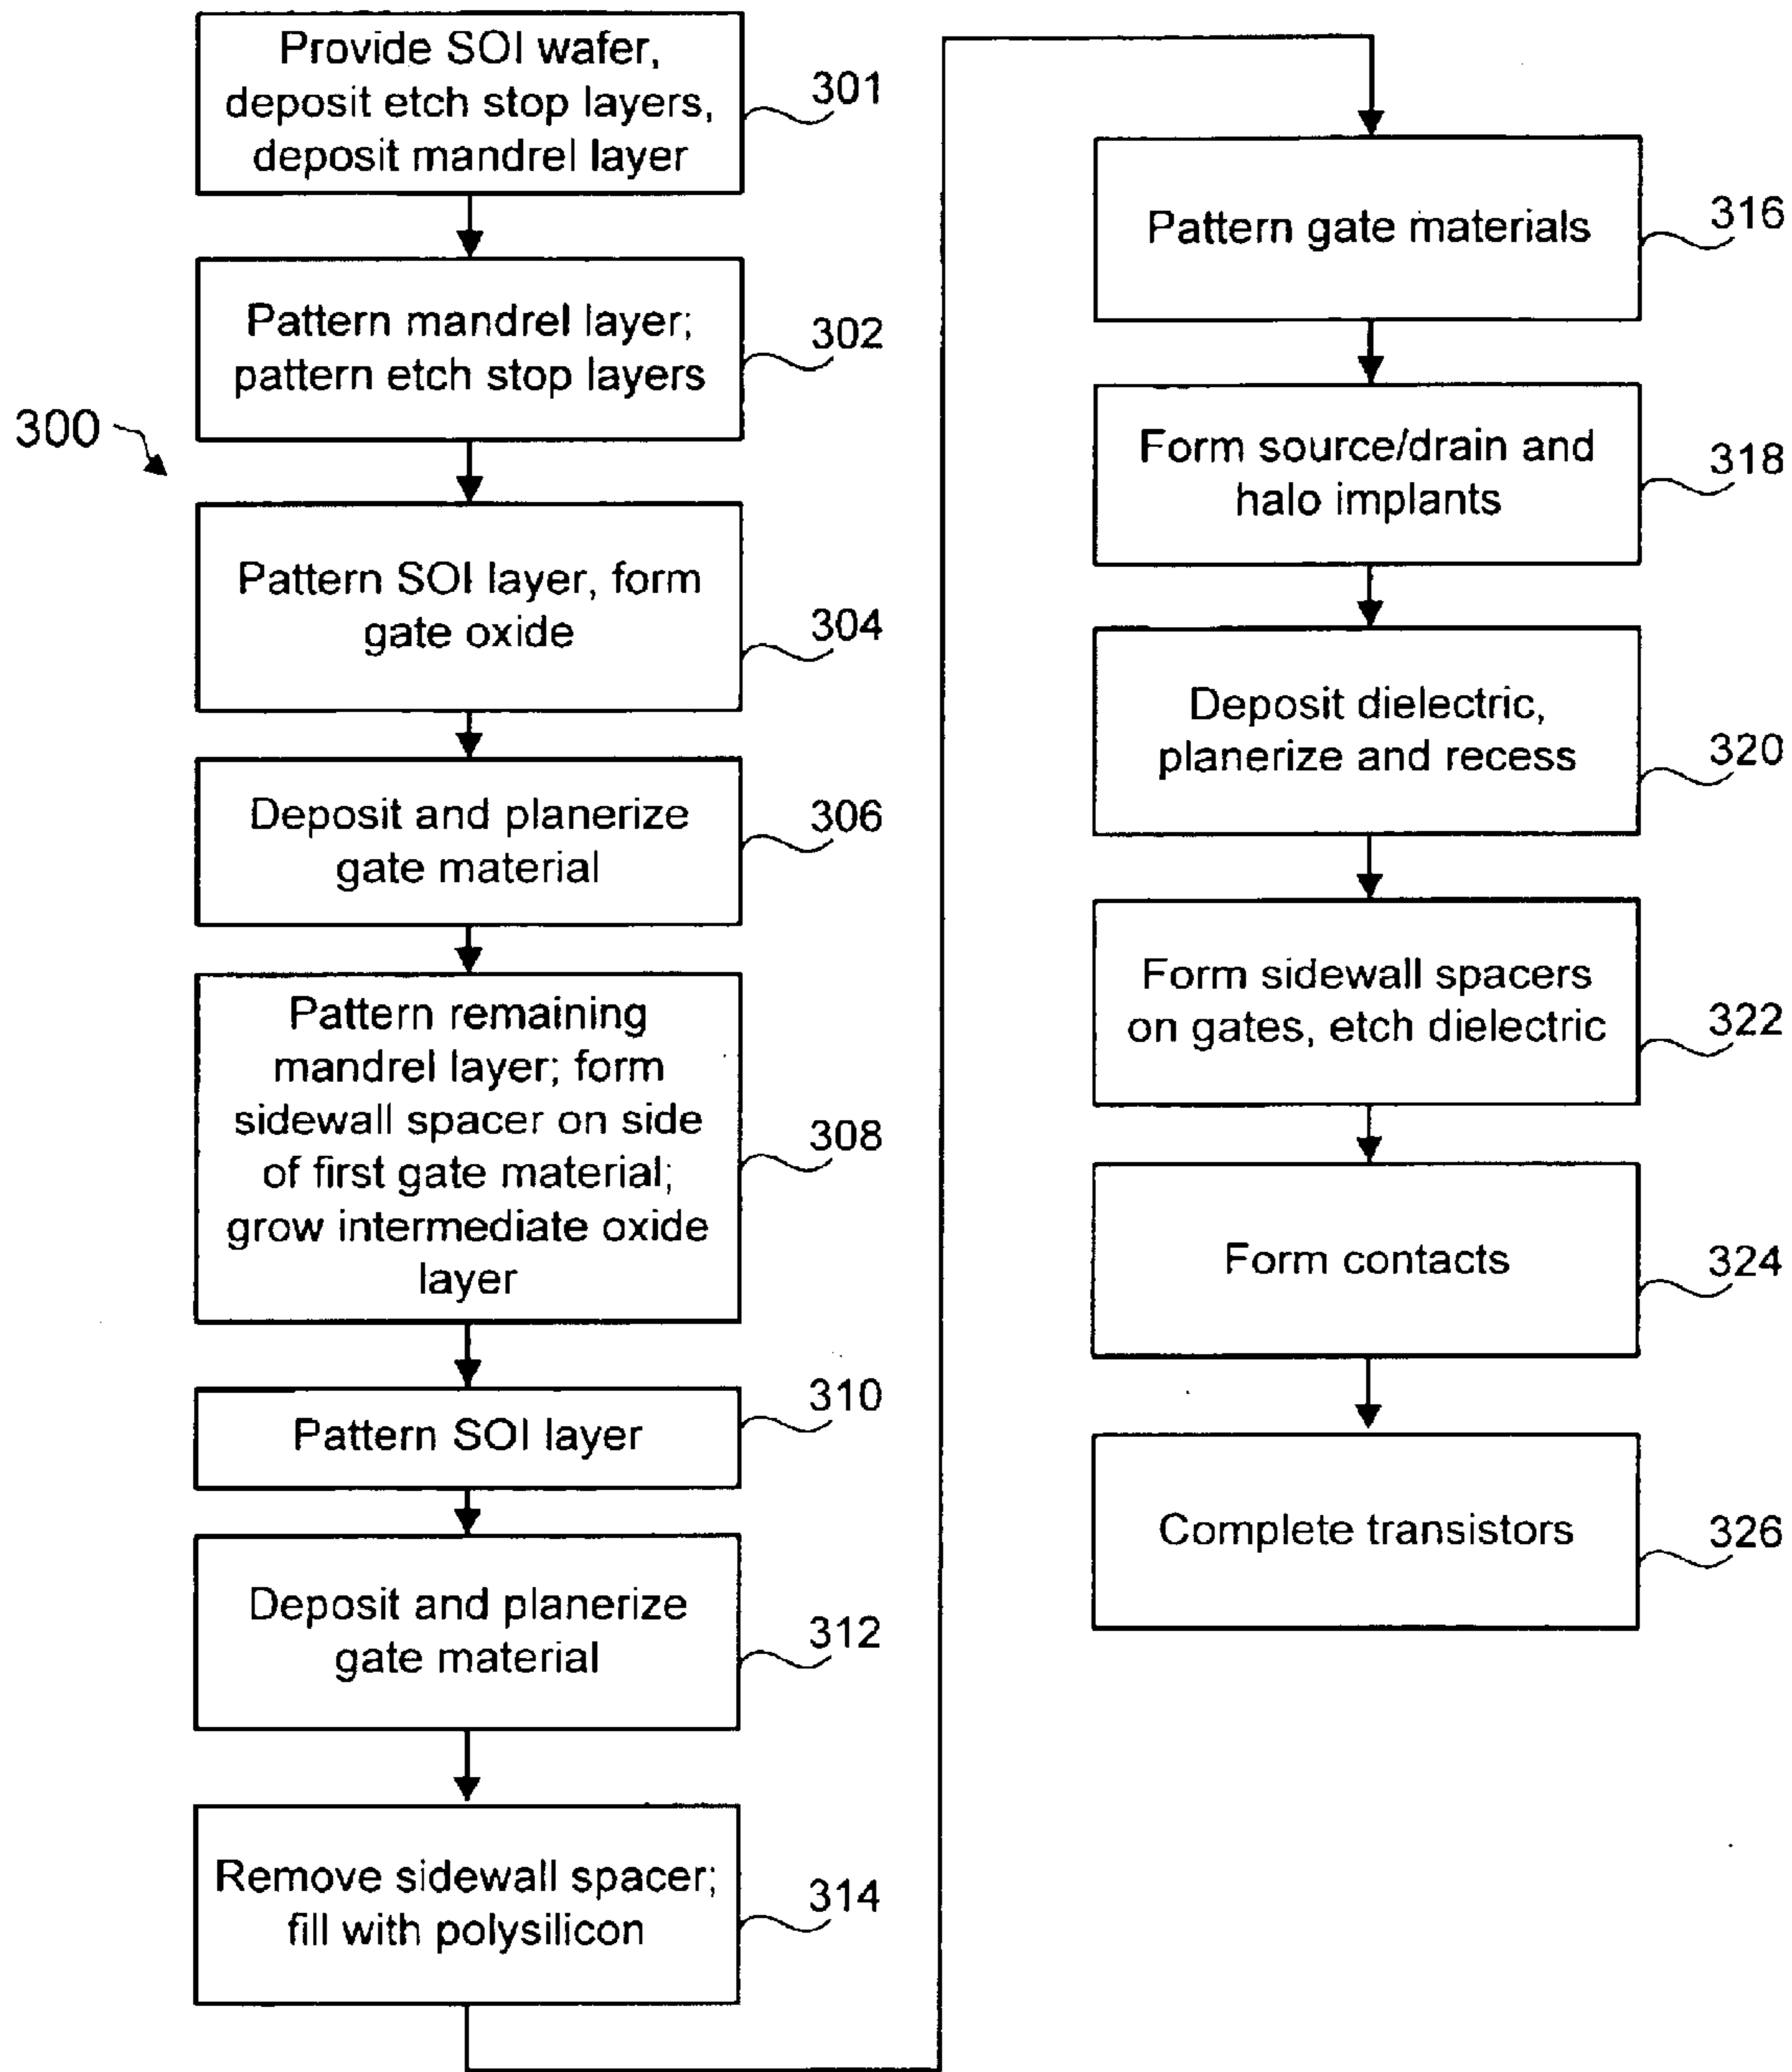 Provide SOI wafer,
deposit etch stop layers,
deposit mandrel layer
301
Pattern mandrel layer;
pattern etch stop layers
302
300
Pattern SOI layer, form
gate oxide
304
Deposit and planerize
gate material
306
Pattern remaining
mandrel layer; form
sidewall spacer on side
of first gate material;
grow intermediate oxide
layer
308
Pattern SOI layer
310
Deposit and planerize
gate material
312
Remove sidewall spacer;
fill with polysilicon
314
Pattern gate materials
316
Form source/drain and
halo implants
318
Deposit dielectric,
planerize and recess
320
Form sidewall spacers
on gates, etch dielectric
322
Form contacts
324
Complete transistors
326